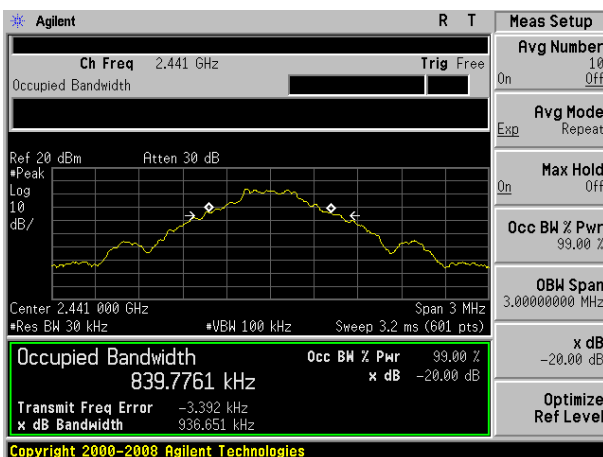 Agilent R T
Ch Freq 2.441 GHz Trig Free
Occupied Bandwidth
Ref 20 dBm Atten 30 dB
#Peak
Log
10
dB/
Center 2.441 000 GHz Span 3 MHz
#Res BW 30 kHz #VBW 100 kHz Sweep 3.2 ms (601 pts)
Occupied Bandwidth Occ BW % Pwr 99.00 %
839.7761 kHz x dB -20.00 dB
Transmit Freq Error -3.392 kHz
x dB Bandwidth 936.651 kHz
Copyright 2000-2008 Agilent Technologies
Meas Setup
Avg Number
10
On Off
Avg Mode
Exp Repeat
Max Hold
On Off
Occ BW % Pwr
99.00 %
OBW Span
3.00000000 MHz
x dB
-20.00 dB
Optimize
Ref Level